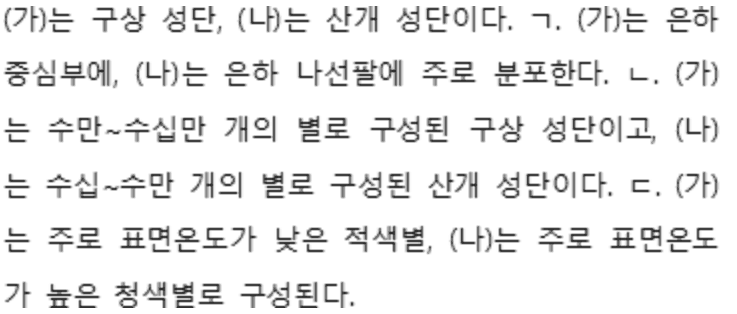 (가)는 구상 성단, (나)는 산개 성단이다. ㄱ. (가)는 은하
중심부에, (나)는 은하 나선팔에 주로 분포한다. ㄴ. (가)
는 수만~수십만 개의 별로 구성된 구상 성단이고, (나)
는 수십~수만 개의 별로 구성된 산개 성단이다. ㄷ. (가)
는 주로 표면온도가 낮은 적색별, (나)는 주로 표면온도
가 높은 청색별로 구성된다.